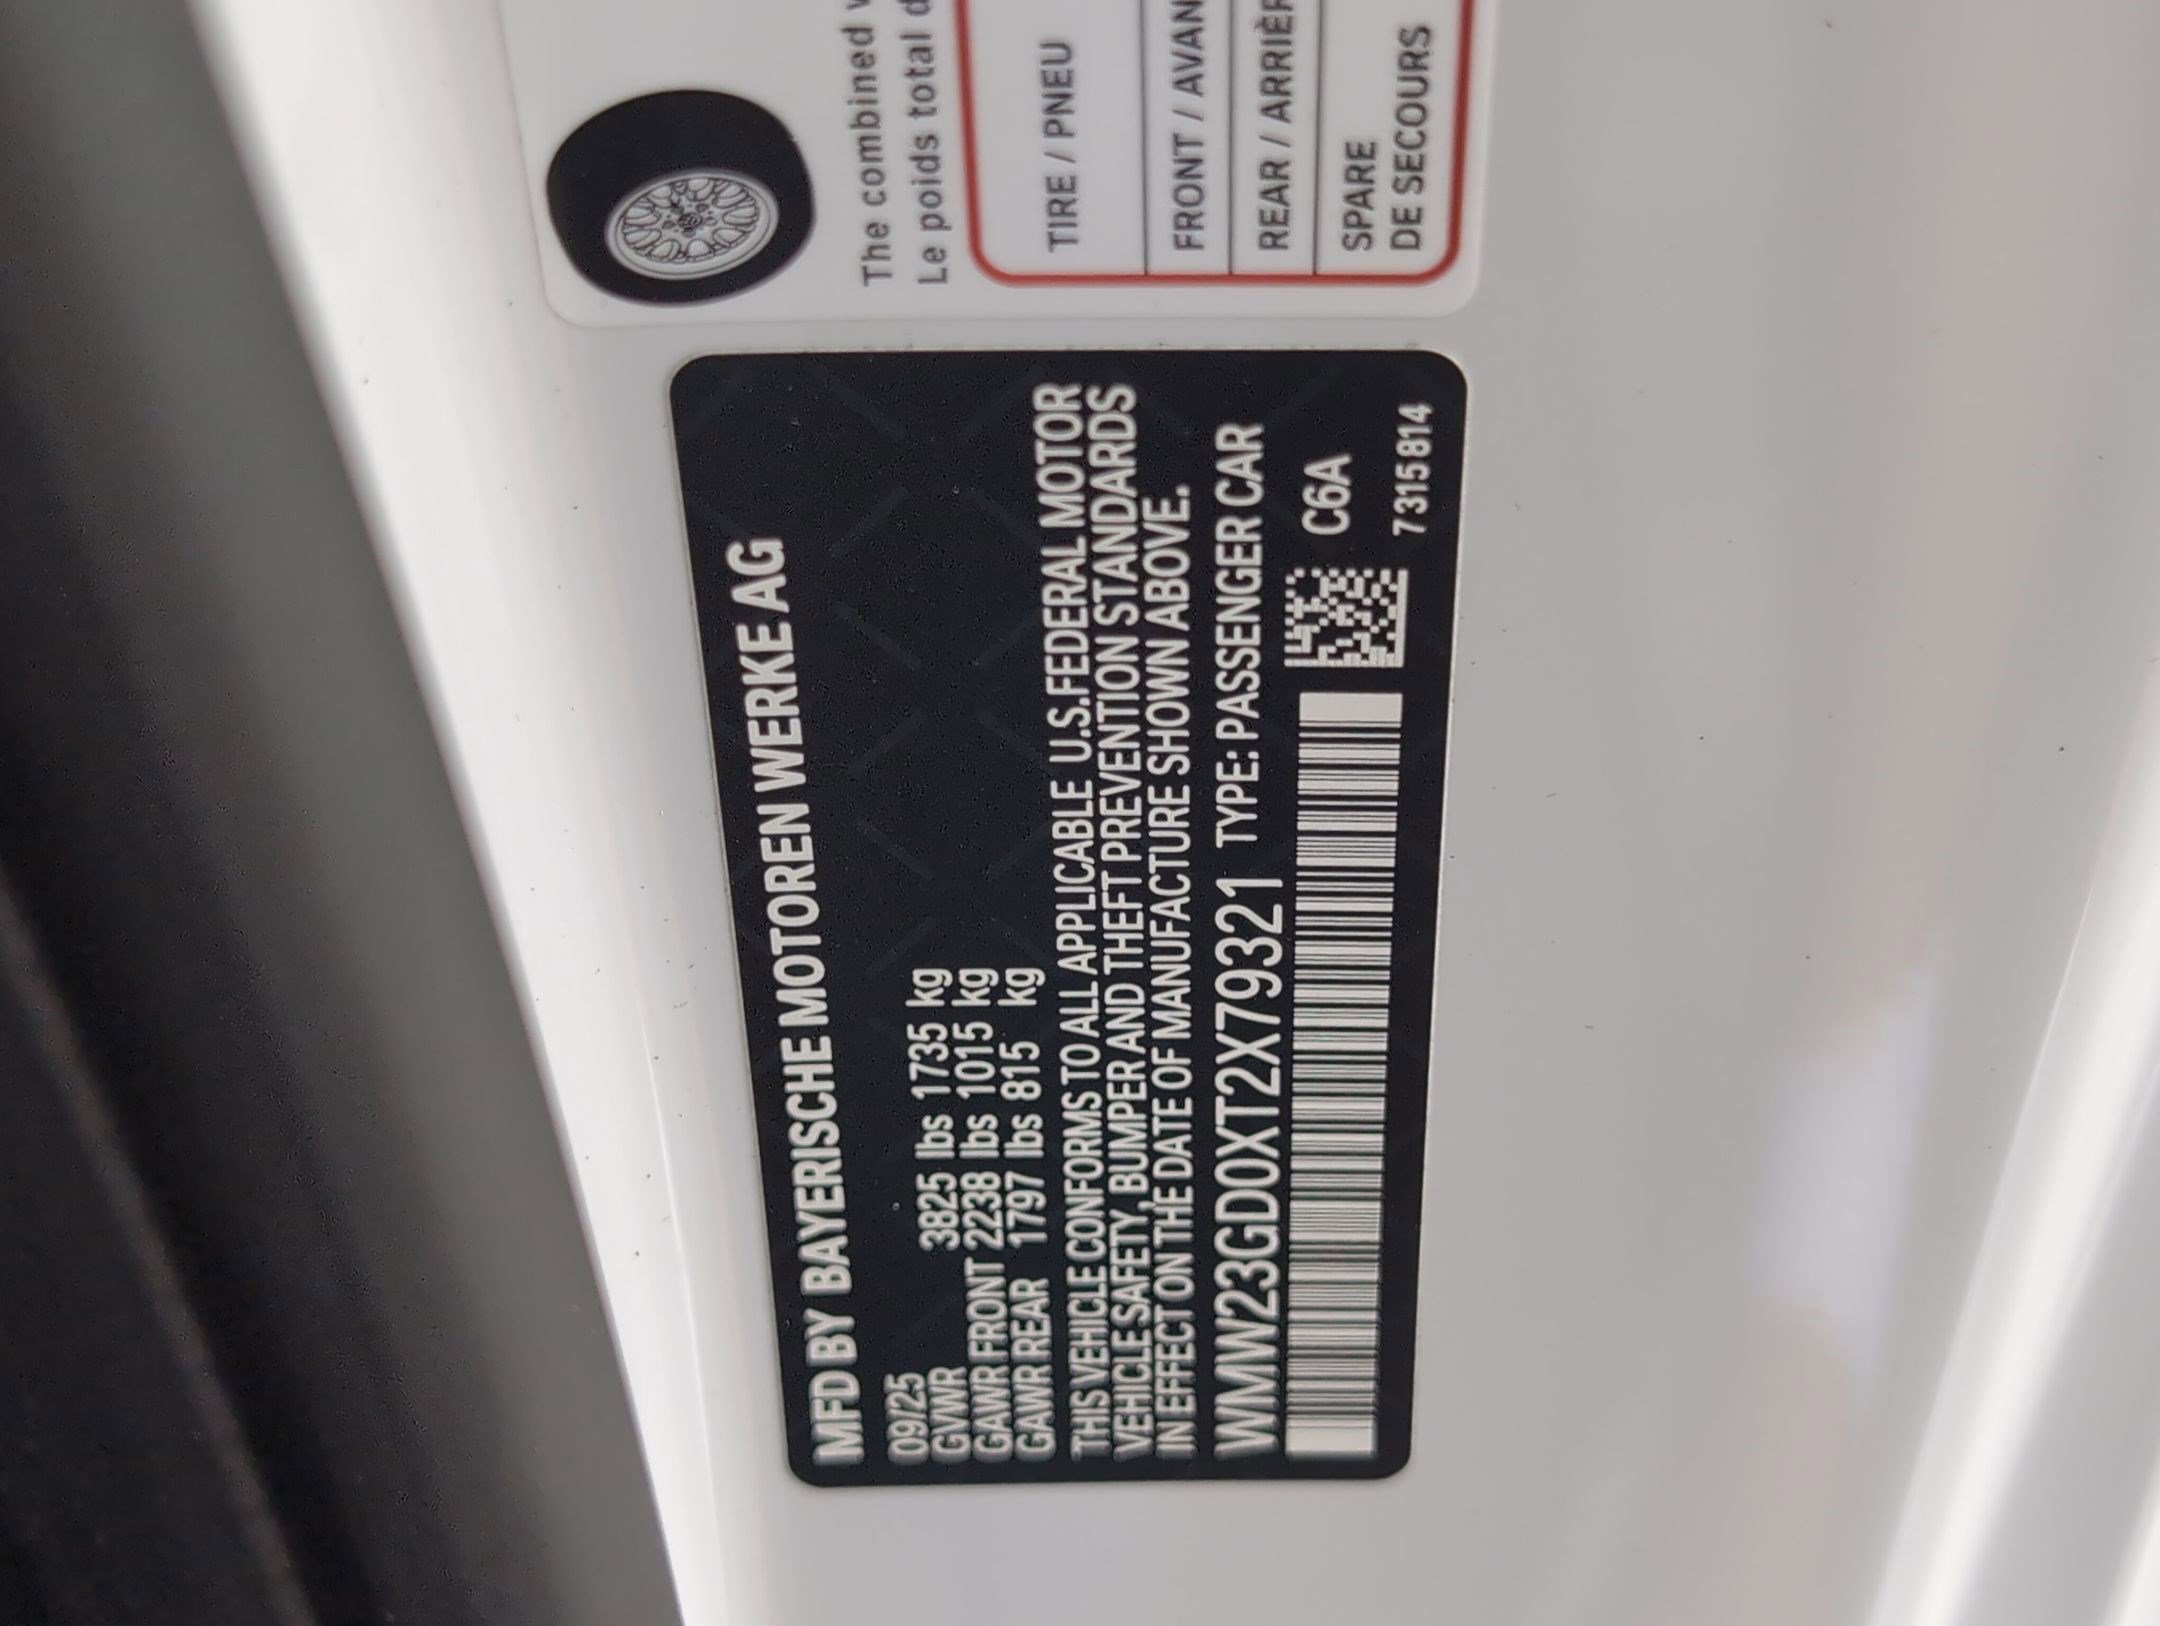 The combined
Le poids total d
TIRE / PNEU
FRONT / AVAN
REAR / ARRIÈR
SPARE
DE SECOURS
MFD BY BAYERISCHE MOTOREN WERKE AG
09/25
GVWR 3825 lbs 1735 kg
GAWR FRONT 2238 lbs 1015 kg
GAWR REAR 1797 lbs 815 kg
THIS VEHICLE CONFORMS TO ALL APPLICABLE U.S.FEDERAL MOTOR
VEHICLE SAFETY, BUMPER AND THEFT PREVENTION STANDARDS
IN EFFECT ON THE DATE OF MANUFACTURE SHOWN ABOVE.
WMW23GD0XT2X79321 TYPE: PASSENGER CAR
C6A
7315814